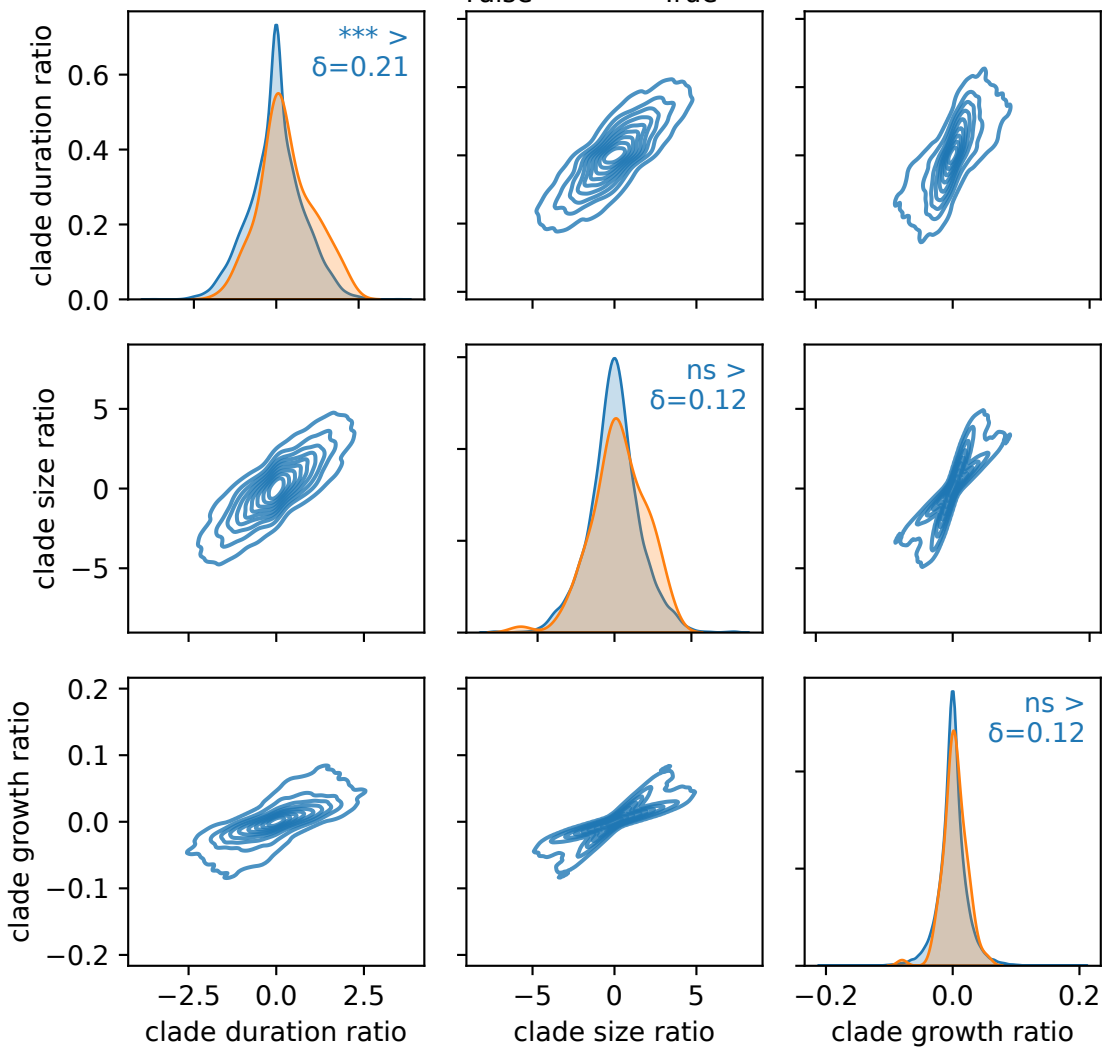 *** >
δ=0.21
clade duration ratio
0.6
0.4
0.2
0.0
ns >
δ=0.12
clade size ratio
5
0
−5
ns >
δ=0.12
clade growth ratio
0.2
0.1
0.0
−0.1
−0.2
−2.5 0.0 2.5 −5 0 5 −0.2 0.0 0.2
clade duration ratio clade size ratio clade growth ratio